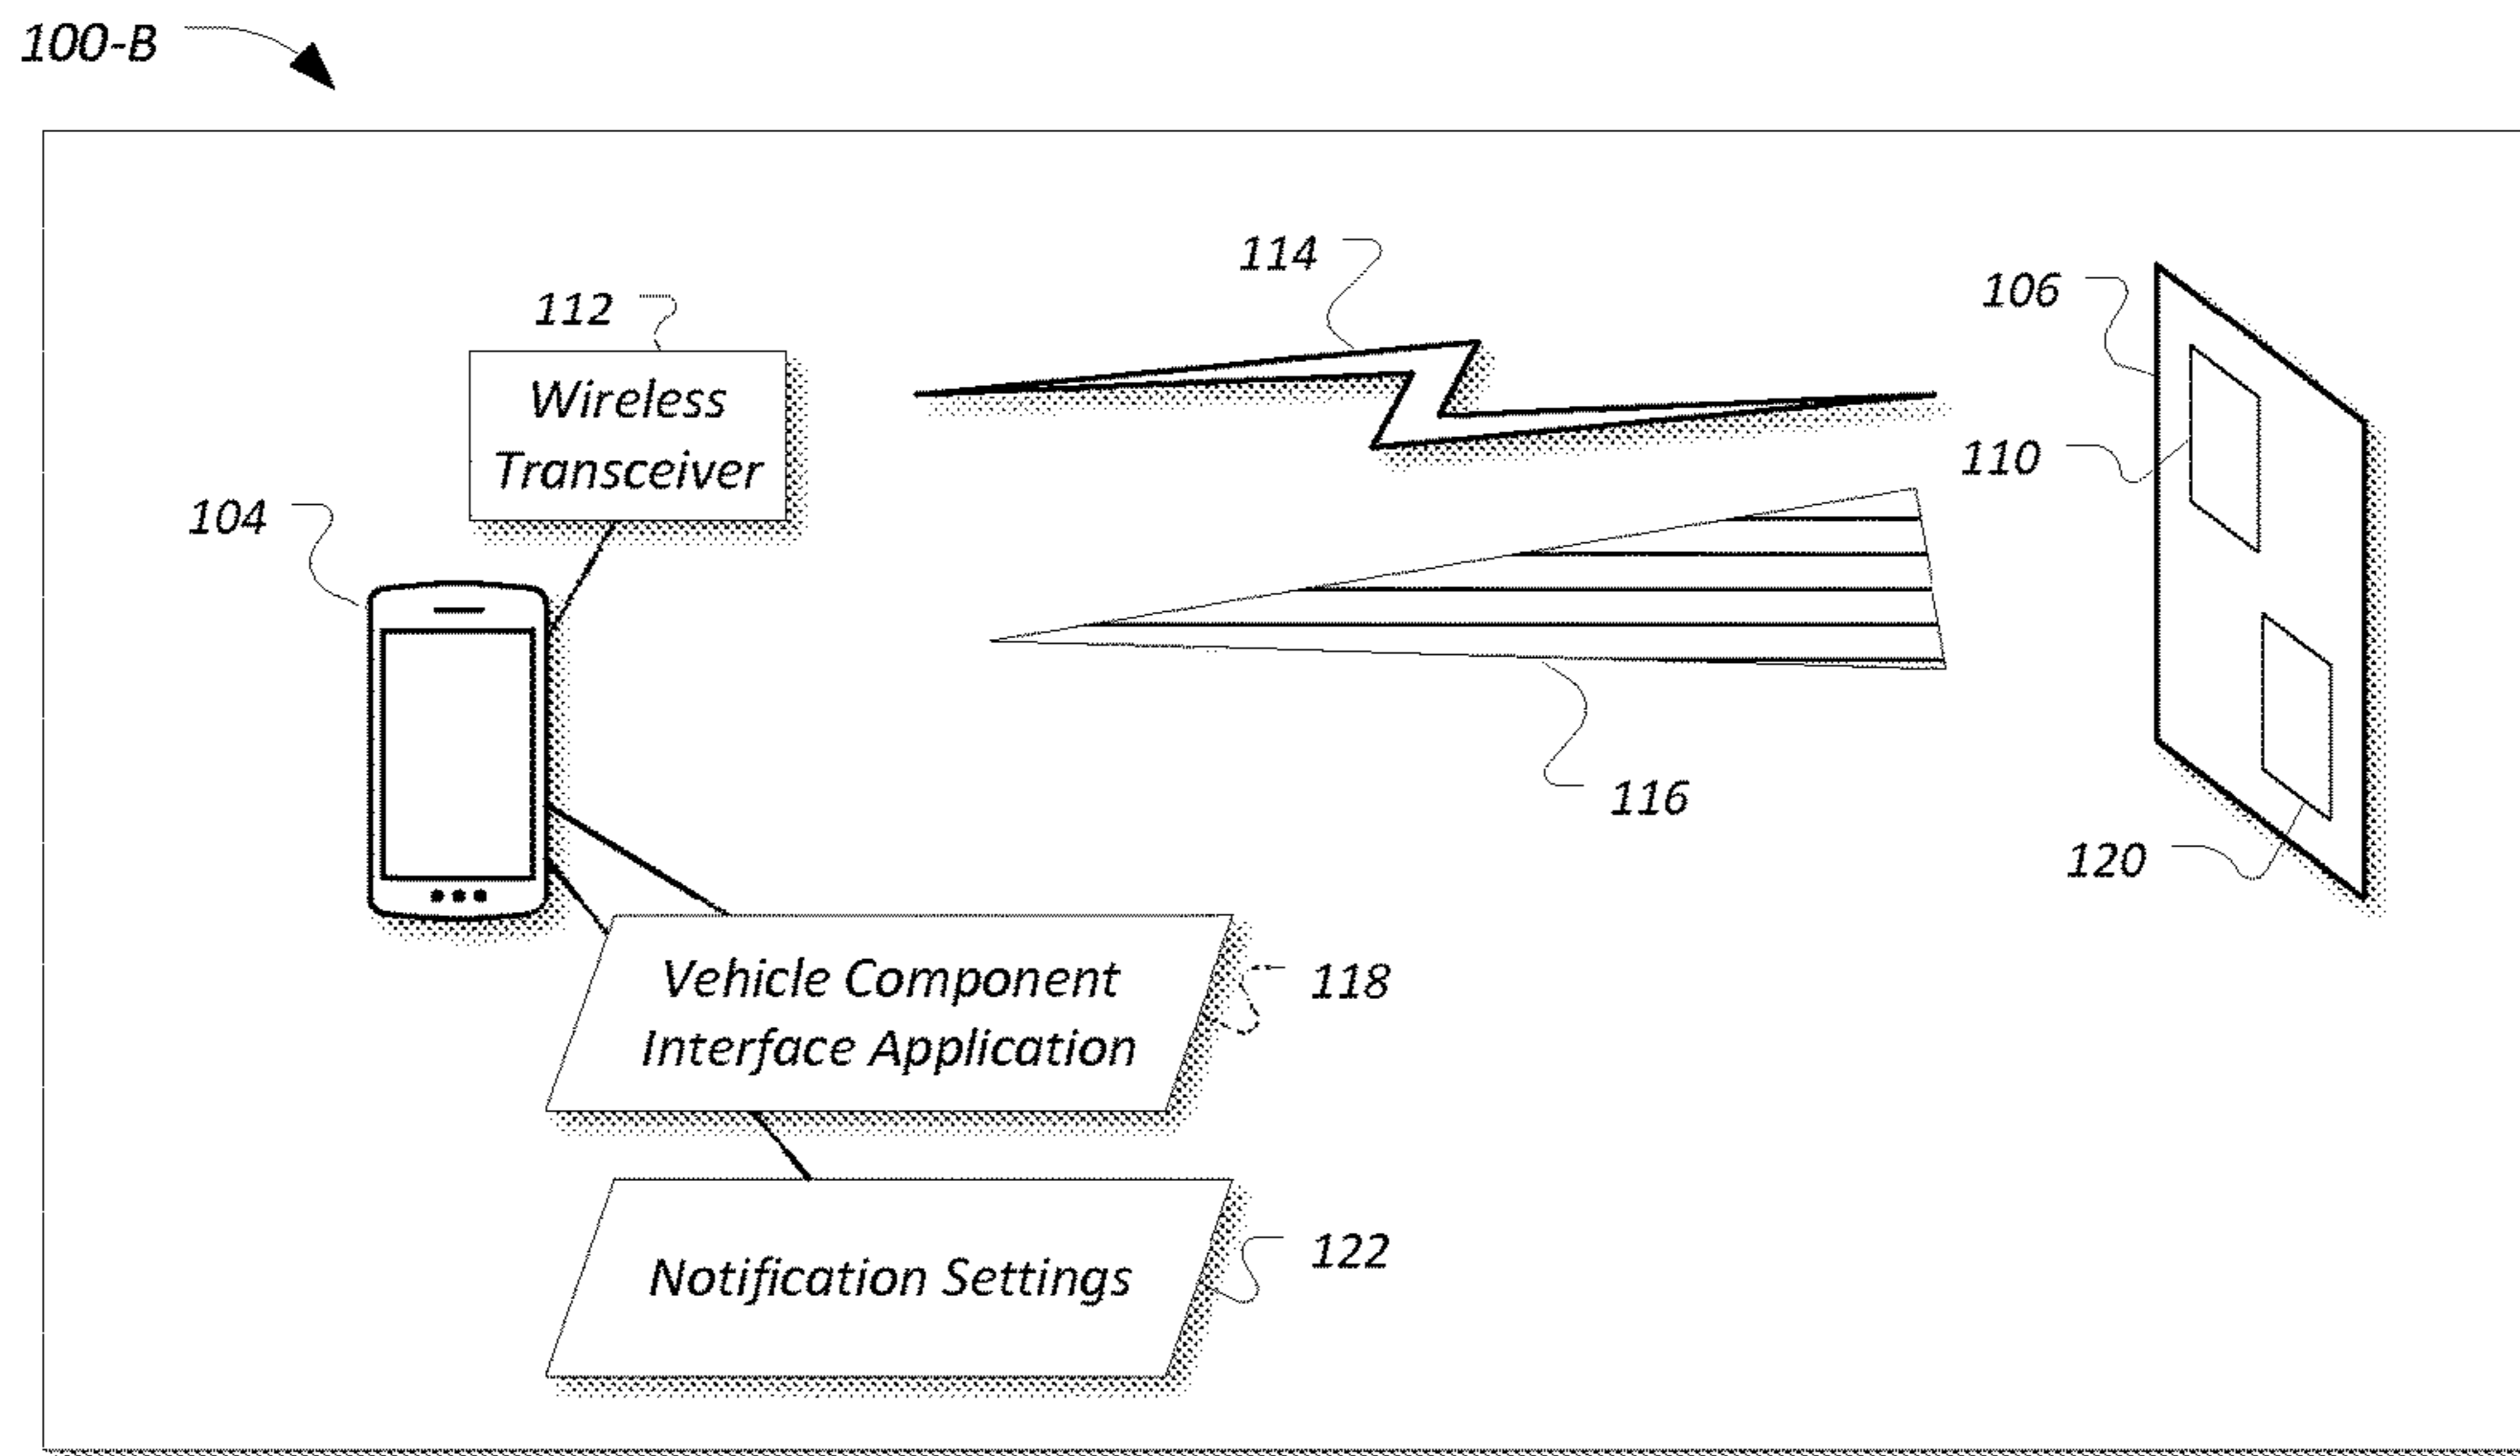 100-B
114
106
112
Wireless
Transceiver
110
104
116
120
Vehicle Component
Interface Application
118
Notification Settings
122